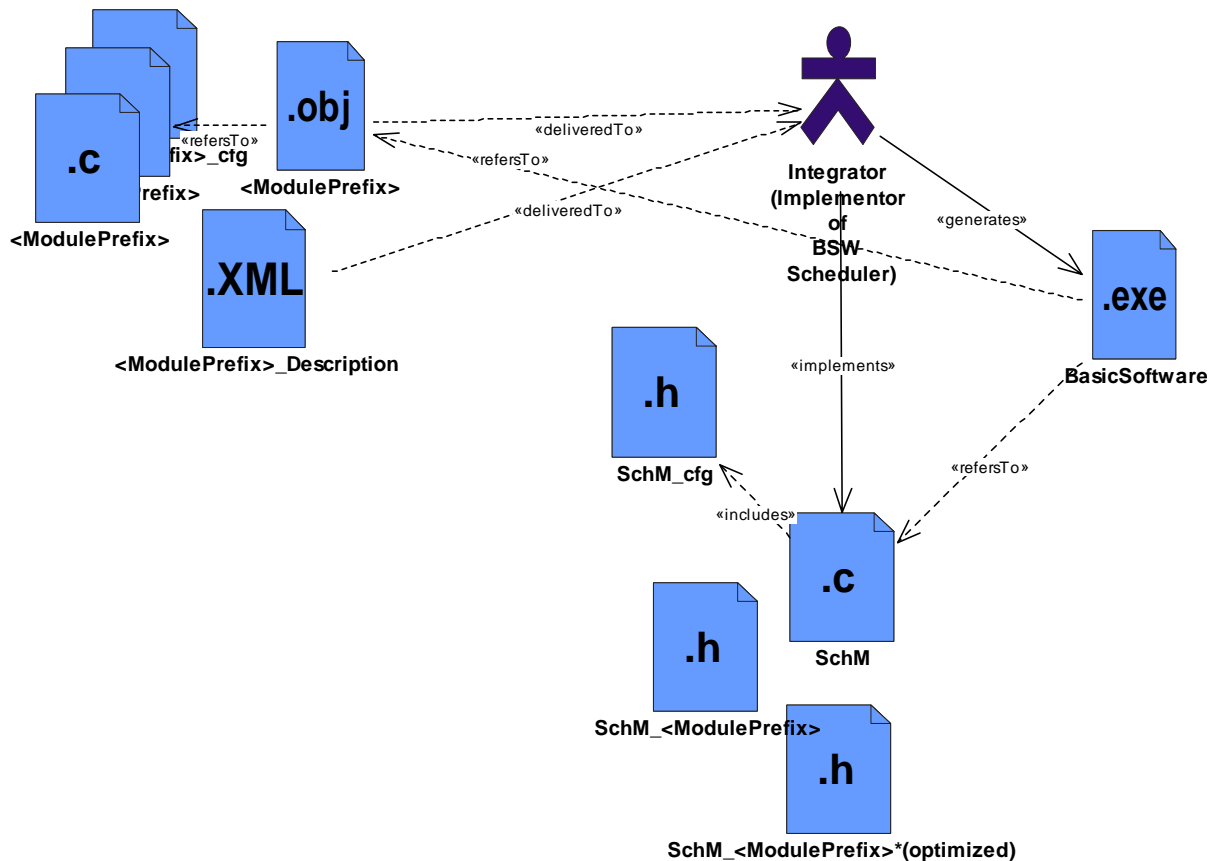 .obj
«deliveredTo»
«refersTo»
fix>_cfg
.c
«refersTo»
Prefix>
<ModulePrefix>
<ModulePrefix>
Integrator
(Implementor
of
BSW
Scheduler)
«deliveredTo»
«generates»
.XML
.exe
<ModulePrefix>_Description
BasicSoftware
«implements»
.h
SchM_cfg
«refersTo»
«includes»
.c
SchM
.h
SchM_<ModulePrefix>
.h
SchM_<ModulePrefix>*(optimized)